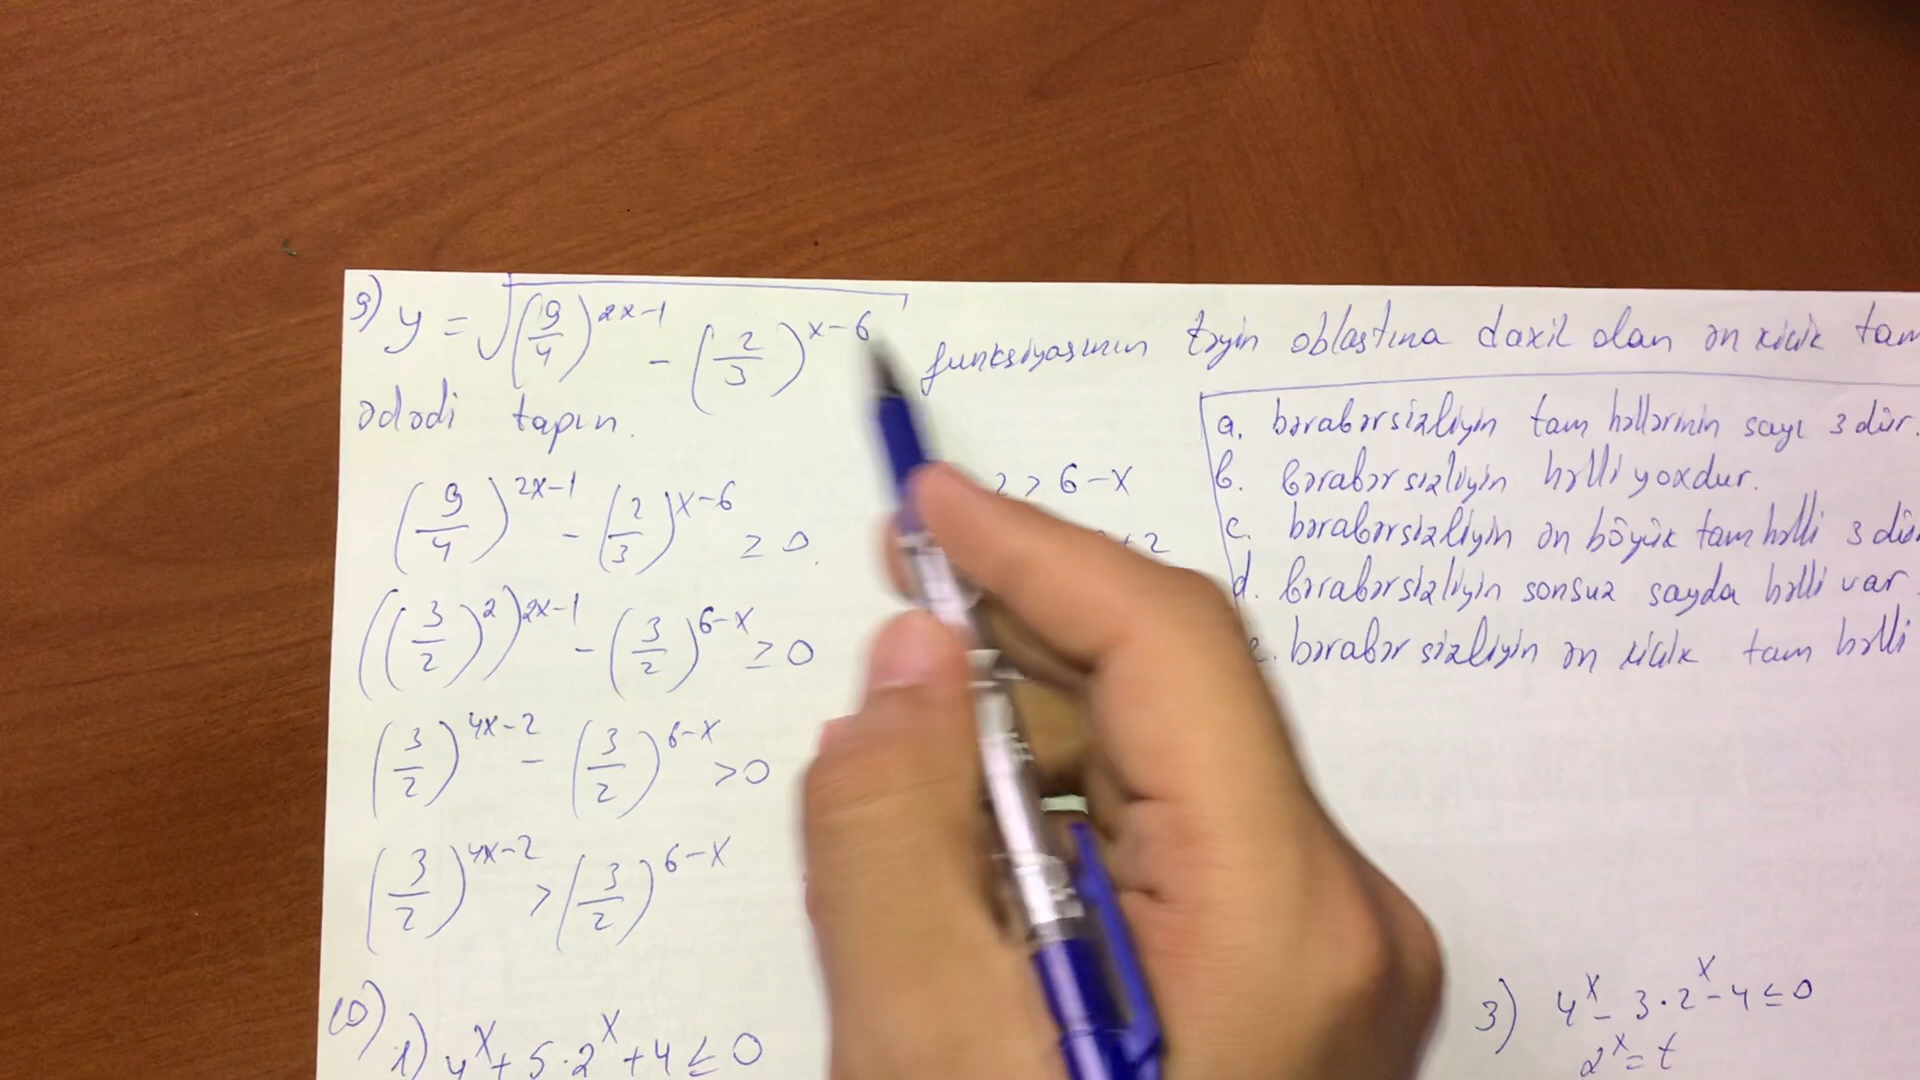 9) y = √((9/4)^(2x-1) - (2/3)^(x-6)) funksiyasının təyin oblastına daxil olan ən kiçik tam
ədədi tapın.
(9/4)^(2x-1) - (2/3)^(x-6) ≥ 0
((3/2)^2)^(2x-1) - (3/2)^(6-x) ≥ 0
(3/2)^(4x-2) - (3/2)^(6-x) > 0
(3/2)^(4x-2) > (3/2)^(6-x)
2 > 6-x
+2
a. bərabərsizliyin tam həllərinin sayı 3 dür.
b. bərabərsizliyin həlli yoxdur.
c. bərabərsizliyin ən böyük tam həlli 3 dü
d. bərabərsizliyin sonsuz sayda həlli var.
e. bərabərsizliyin ən kiçik tam həlli
10)
1) 4^x + 5·2^x + 4 ≤ 0
3) 4^x - 3·2^x - 4 ≤ 0
2^x = t